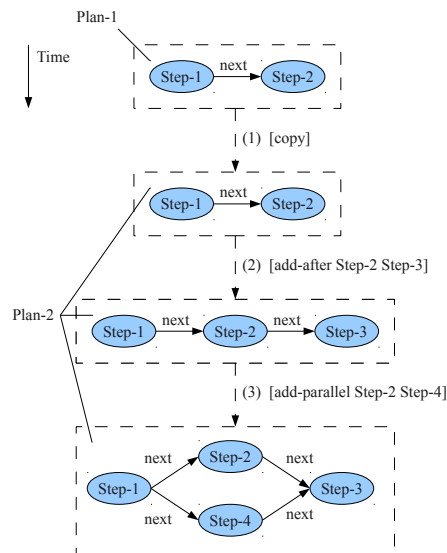 Plan-1
Time
Step-1 next Step-2
(1) [copy]
Step-1 next Step-2
(2) [add-after Step-2 Step-3]
Plan-2
Step-1 next Step-2 next Step-3
(3) [add-parallel Step-2 Step-4]
next Step-2 next
Step-1 Step-3
next Step-4 next